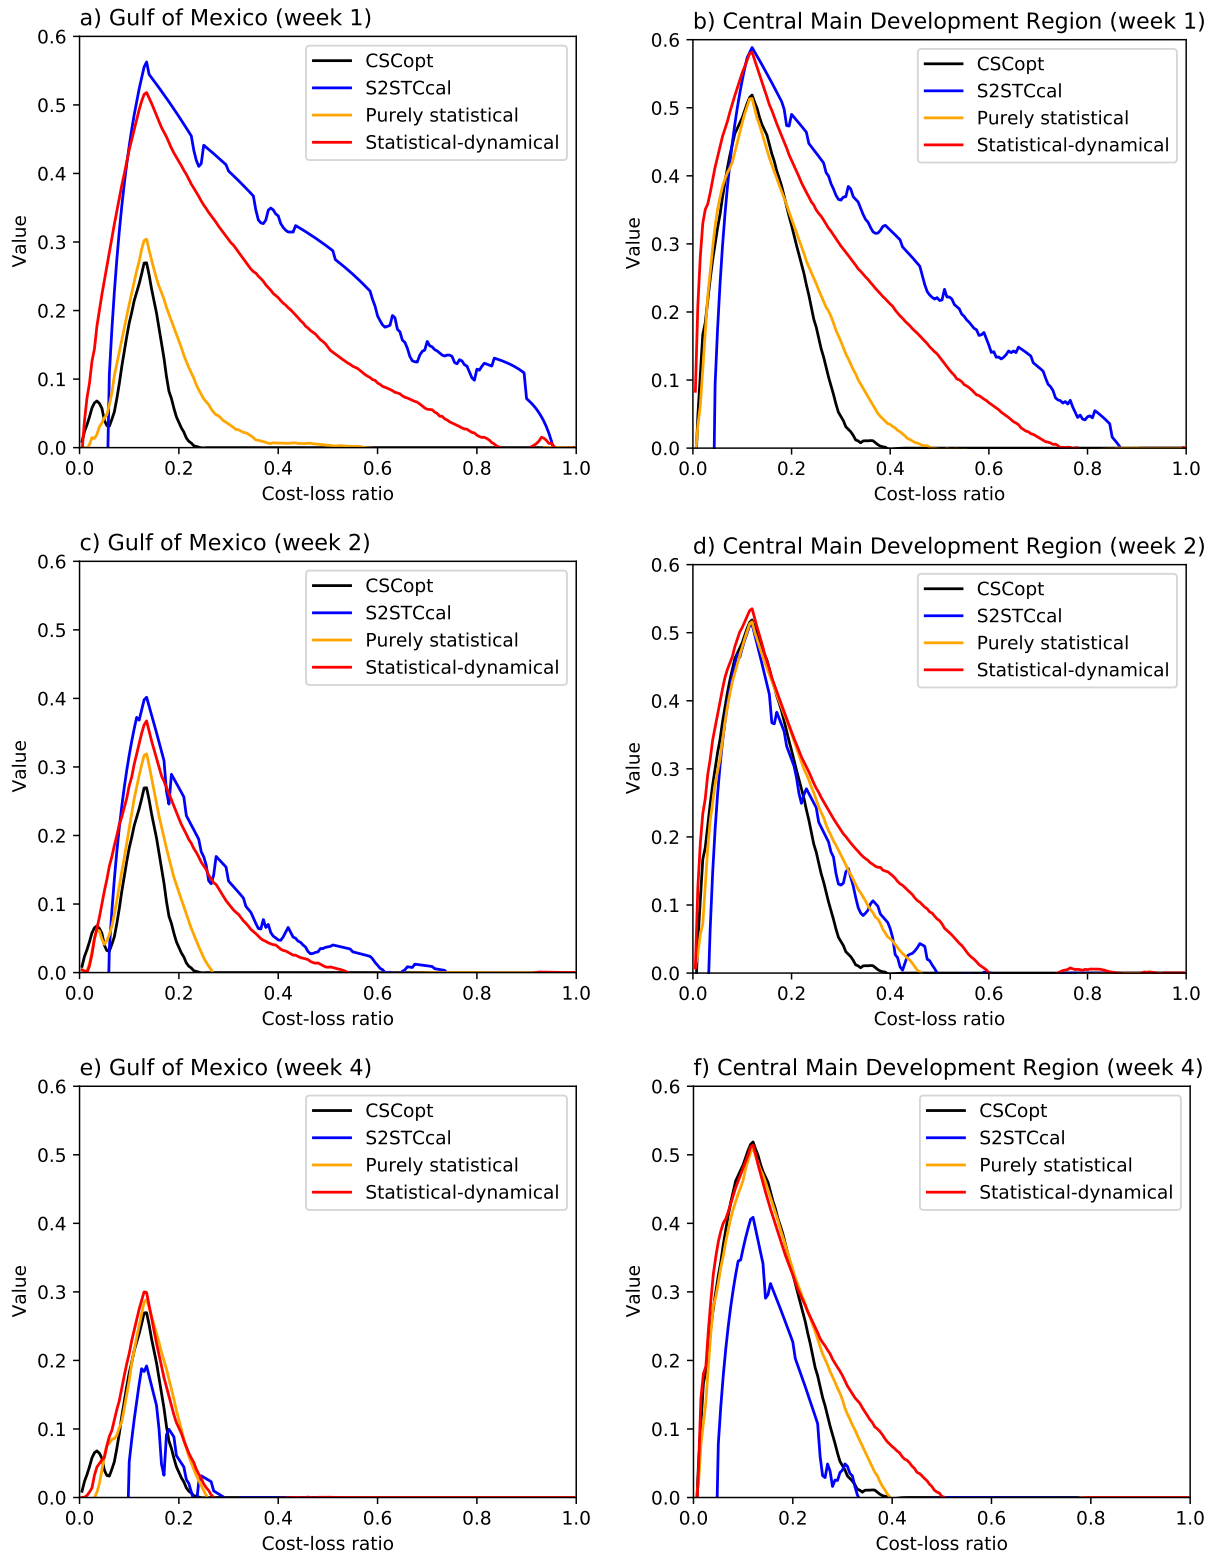 a) Gulf of Mexico (week 1)
0.6
0.5
0.4
0.3
0.2
0.1
0.0
Value
CSCopt
S2STCcal
Purely statistical
Statistical-dynamical
0.0 0.2 0.4 0.6 0.8 1.0
Cost-loss ratio
b) Central Main Development Region (week 1)
0.6
0.5
0.4
0.3
0.2
0.1
0.0
Value
CSCopt
S2STCcal
Purely statistical
Statistical-dynamical
0.0 0.2 0.4 0.6 0.8 1.0
Cost-loss ratio
c) Gulf of Mexico (week 2)
0.6
0.5
0.4
0.3
0.2
0.1
0.0
Value
CSCopt
S2STCcal
Purely statistical
Statistical-dynamical
0.0 0.2 0.4 0.6 0.8 1.0
Cost-loss ratio
d) Central Main Development Region (week 2)
0.6
0.5
0.4
0.3
0.2
0.1
0.0
Value
CSCopt
S2STCcal
Purely statistical
Statistical-dynamical
0.0 0.2 0.4 0.6 0.8 1.0
Cost-loss ratio
e) Gulf of Mexico (week 4)
0.6
0.5
0.4
0.3
0.2
0.1
0.0
Value
CSCopt
S2STCcal
Purely statistical
Statistical-dynamical
0.0 0.2 0.4 0.6 0.8 1.0
Cost-loss ratio
f) Central Main Development Region (week 4)
0.6
0.5
0.4
0.3
0.2
0.1
0.0
Value
CSCopt
S2STCcal
Purely statistical
Statistical-dynamical
0.0 0.2 0.4 0.6 0.8 1.0
Cost-loss ratio